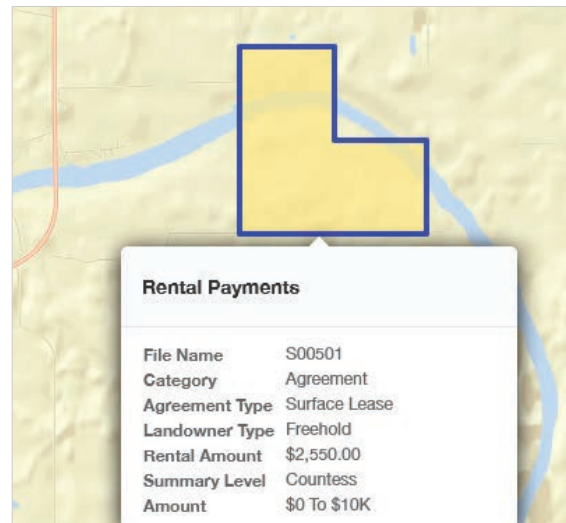 Rental Payments
File Name S00501
Category Agreement
Agreement Type Surface Lease
Landowner Type Freehold
Rental Amount $2,550.00
Summary Level Countess
Amount $0 To $10K